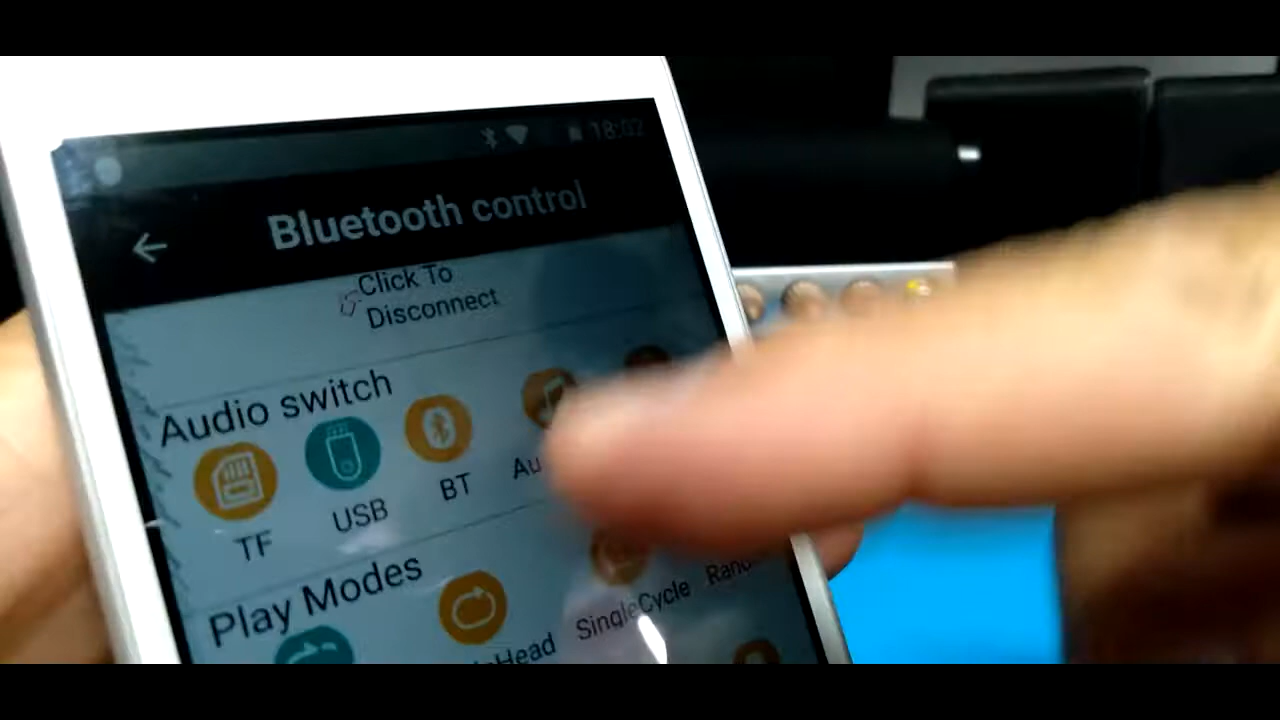 18:02
Bluetooth control
Click To
Disconnect
Audio switch
TF
USB
BT
Play Modes
SingleCycle